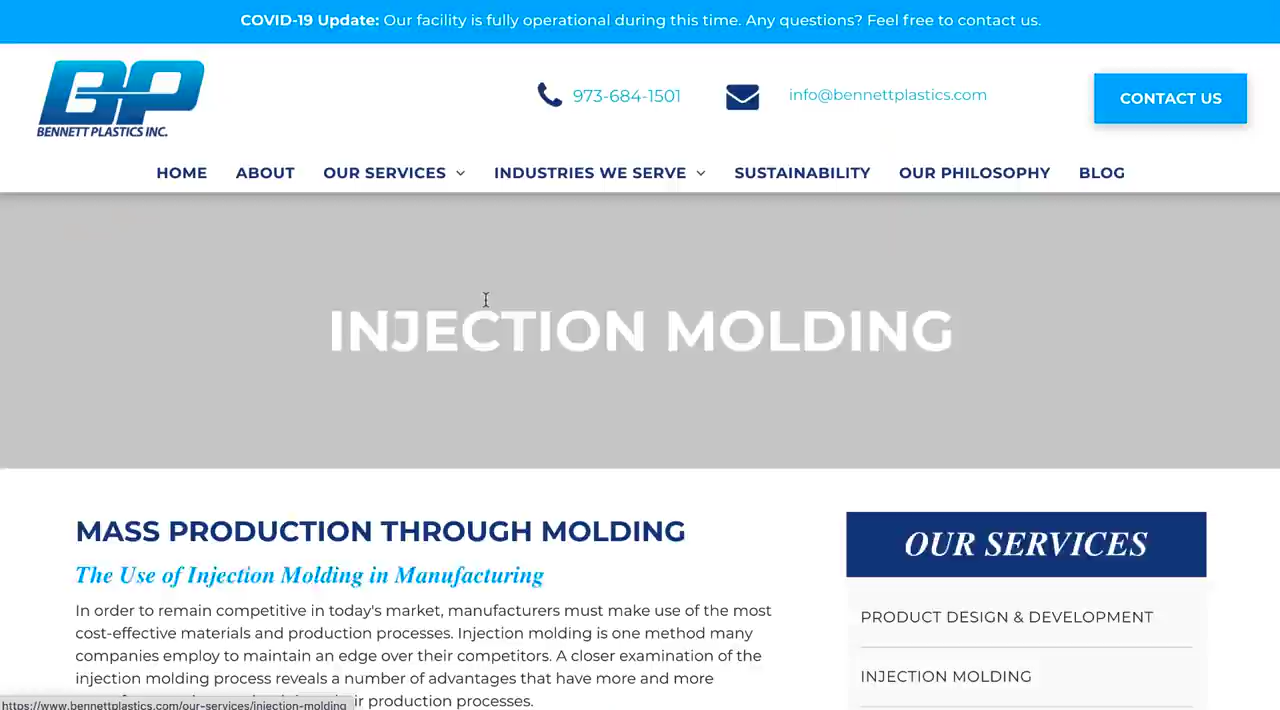 COVID-19 Update: Our facility is fully operational during this time. Any questions? Feel free to contact us.
BP
BENNETT PLASTICS INC.
973-684-1501
info@bennettplastics.com
CONTACT US
HOME ABOUT OUR SERVICES INDUSTRIES WE SERVE SUSTAINABILITY OUR PHILOSOPHY BLOG
INJECTION MOLDING
MASS PRODUCTION THROUGH MOLDING
The Use of Injection Molding in Manufacturing
In order to remain competitive in today's market, manufacturers must make use of the most
cost-effective materials and production processes. Injection molding is one method many
companies employ to maintain an edge over their competitors. A closer examination of the
injection molding process reveals a number of advantages that have more and more
production processes.
https://www.bennettplastics.com/our-services/injection-molding
OUR SERVICES
PRODUCT DESIGN & DEVELOPMENT
INJECTION MOLDING